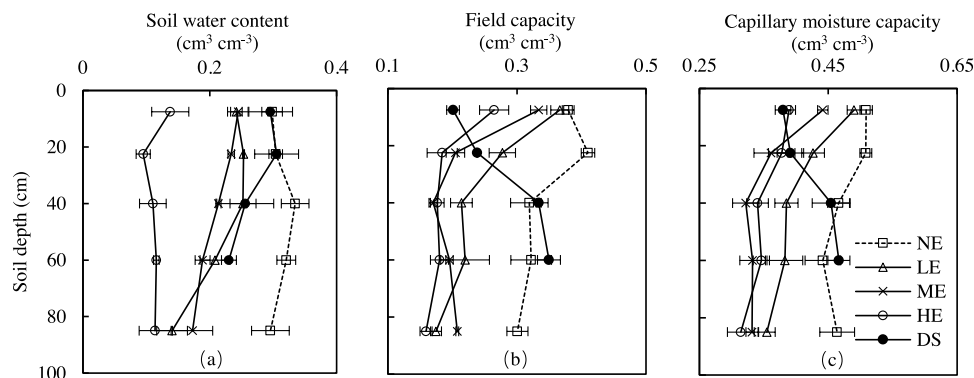 Soil water content
(cm³ cm⁻³)
0 0.2 0.4
Field capacity
(cm³ cm⁻³)
0.1 0.3 0.5
Capillary moisture capacity
(cm³ cm⁻³)
0.25 0.45 0.65
Soil depth (cm)
0
20
40
60
80
100
(a)
(b)
(c)
NE
LE
ME
HE
DS